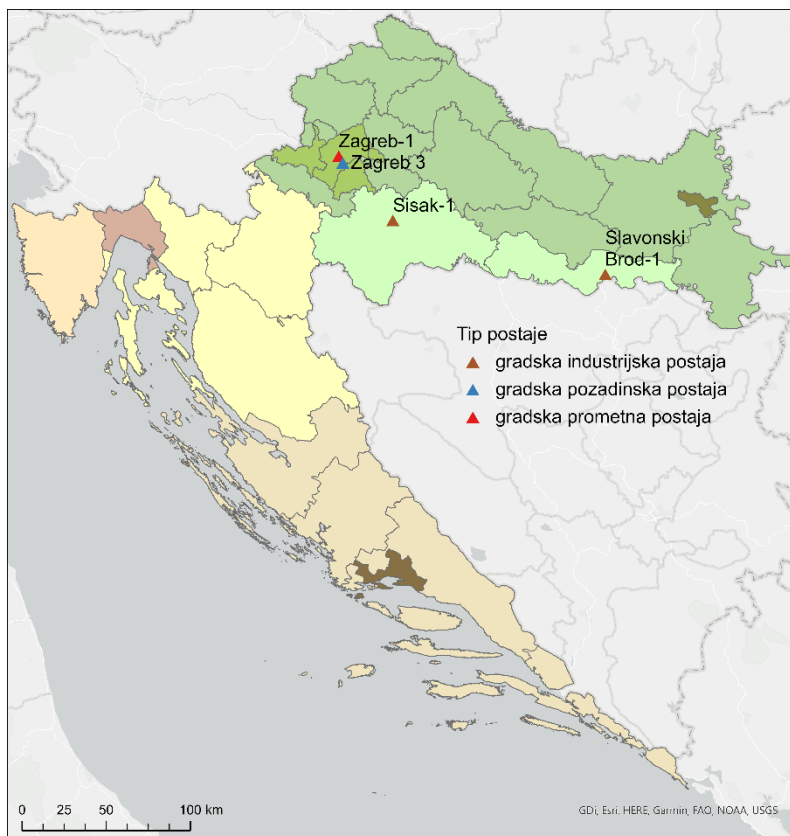 Zagreb-1
Zagreb 3
Sisak-1
Slavonski
Brod-1
Tip postaje
gradska industrijska postaja
gradska pozadinska postaja
gradska prometna postaja
0 25 50 100 km
GDi, Esri, HERE, Garmin, FAO, NOAA, USGS